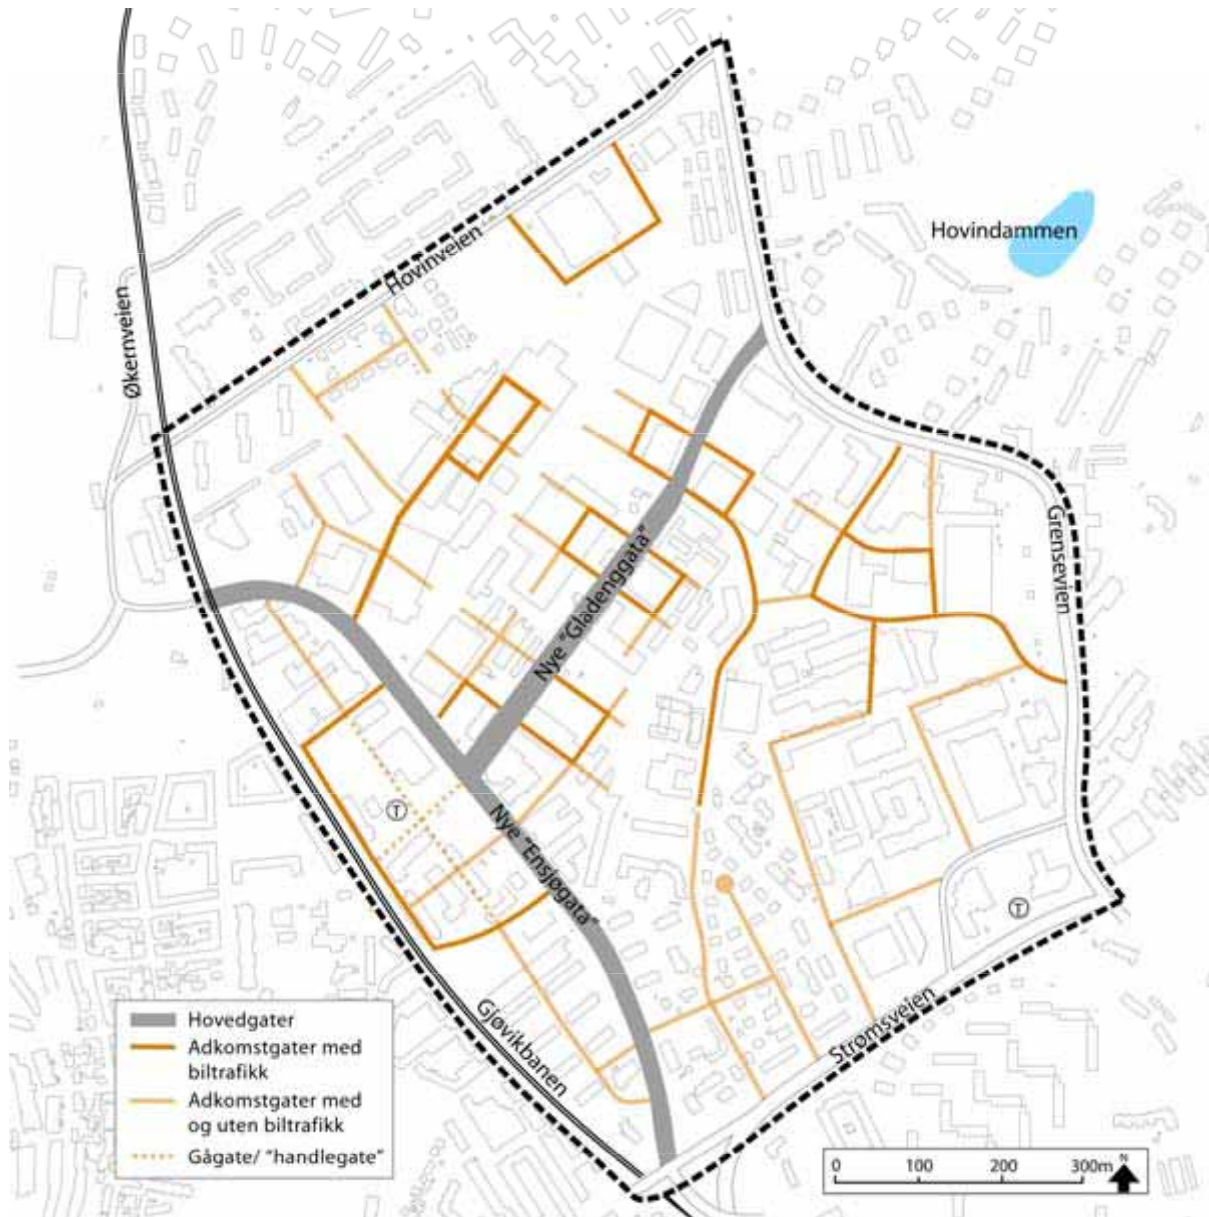 Hovindammen
Hovinveien
Økernveien
Grensevien
Nye “Gladenggata”
T
Nye “Ensjøgata”
T
Gjøvikbanen
Strømsveien
Hovedgater
Adkomstgater med
biltrafikk
Adkomstgater med
og uten biltrafikk
Gågate/ “handlegate”
0 100 200 300m
N